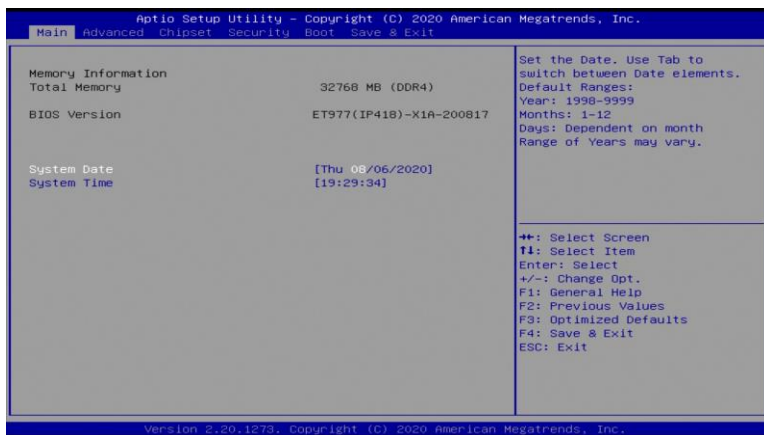 Aptio Setup Utility – Copyright (C) 2020 American Megatrends, Inc.
Main Advanced Chipset Security Boot Save & Exit
Memory Information
Total Memory 32768 MB (DDR4)
BIOS Version ET977(IP418)-X1A-200817
System Date [Thu 08/06/2020]
System Time [19:29:34]
Set the Date. Use Tab to
switch between Date elements.
Default Ranges:
Year: 1998-9999
Months: 1-12
Days: Dependent on month
Range of Years may vary.
→←: Select Screen
↑↓: Select Item
Enter: Select
+/-: Change Opt.
F1: General Help
F2: Previous Values
F3: Optimized Defaults
F4: Save & Exit
ESC: Exit
Version 2.20.1273. Copyright (C) 2020 American Megatrends, Inc.